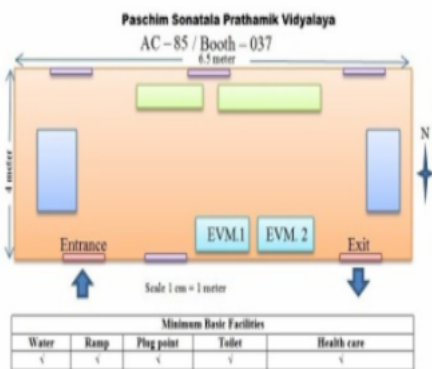 Paschim Sonatala Prathamik Vidyalaya
AC – 85 / Booth – 037
6.5 meter
4 meter
N
EVM.1 EVM. 2
Entrance Exit
Scale 1 cm = 1 meter
Minimum Basic Facilities
Water Ramp Plug point Toilet Health care
√ √ √ √ √